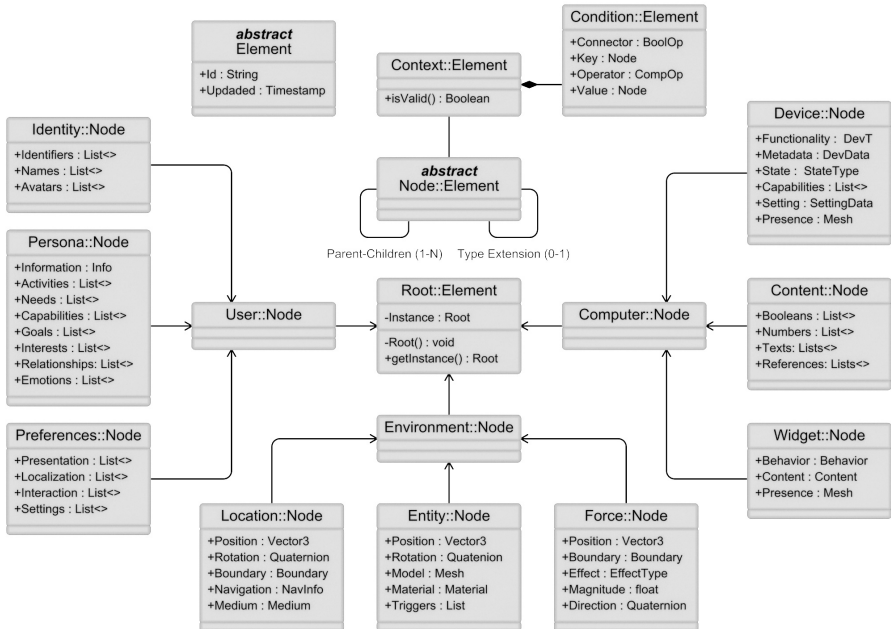 abstract
Element
+Id : String
+Updaded : Timestamp
Context::Element
+isValid() : Boolean
Condition::Element
+Connector : BoolOp
+Key : Node
+Operator : CompOp
+Value : Node
Identity::Node
+Identifiers : List<>
+Names : List<>
+Avatars : List<>
abstract
Node::Element
Parent-Children (1-N)
Type Extension (0-1)
Device::Node
+Functionality : DevT
+Metadata : DevData
+State : StateType
+Capabilities : List<>
+Setting : SettingData
+Presence : Mesh
Persona::Node
+Information : Info
+Activities : List<>
+Needs : List<>
+Capabilities : List<>
+Goals : List<>
+Interests : List<>
+Relationships: List<>
+Emotions : List<>
User::Node
Root::Element
-Instance : Root
-Root() : void
+getInstance() : Root
Computer::Node
Content::Node
+Booleans : List<>
+Numbers : List<>
+Texts: Lists<>
+References: Lists<>
Preferences::Node
+Presentation : List<>
+Localization : List<>
+Interaction : List<>
+Settings : List<>
Environment::Node
Widget::Node
+Behavior : Behavior
+Content : Content
+Presence : Mesh
Location::Node
+Position : Vector3
+Rotation : Quaternion
+Boundary : Boundary
+Navigation : NavInfo
+Medium : Medium
Entity::Node
+Position : Vector3
+Rotation : Quatenion
+Model : Mesh
+Material : Material
+Triggers : List
Force::Node
+Position : Vector3
+Boundary : Boundary
+Effect : EffectType
+Magnitude : float
+Direction : Quaternion